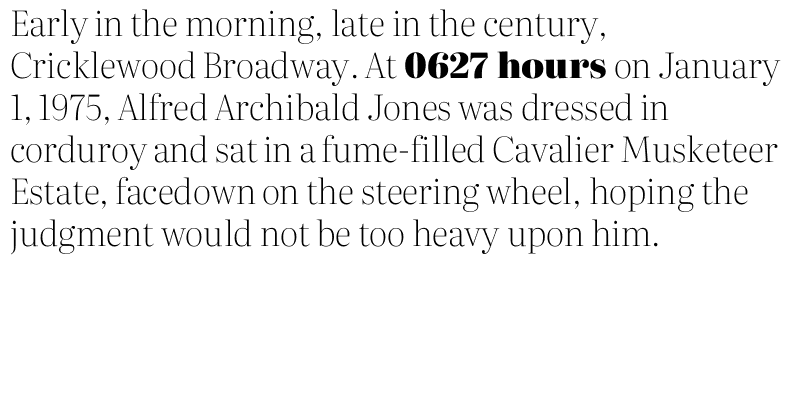 Early in the morning, late in the century,
Cricklewood Broadway. At 0627 hours on January
1, 1975, Alfred Archibald Jones was dressed in
corduroy and sat in a fume-filled Cavalier Musketeer
Estate, facedown on the steering wheel, hoping the
judgment would not be too heavy upon him.